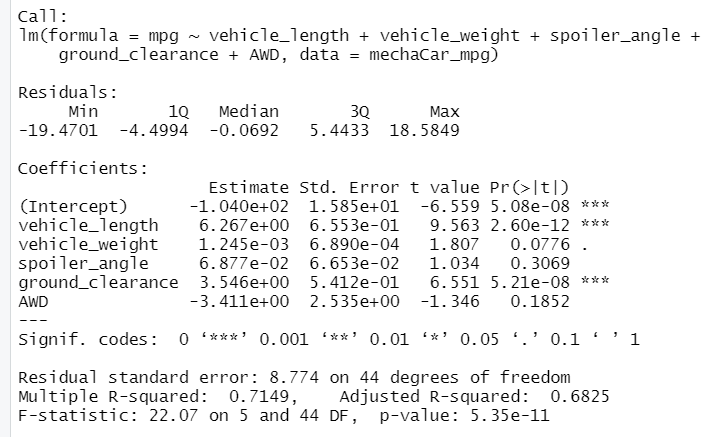 Call:
lm(formula = mpg ~ vehicle_length + vehicle_weight + spoiler_angle +
    ground_clearance + AWD, data = mechaCar_mpg)

Residuals:
     Min       1Q   Median       3Q      Max
-19.4701  -4.4994  -0.0692   5.4433  18.5849

Coefficients:
                   Estimate Std. Error t value Pr(>|t|)
(Intercept)      -1.040e+02  1.585e+01  -6.559 5.08e-08 ***
vehicle_length    6.267e+00  6.553e-01   9.563 2.60e-12 ***
vehicle_weight    1.245e-03  6.890e-04   1.807   0.0776 .
spoiler_angle     6.877e-02  6.653e-02   1.034   0.3069
ground_clearance  3.546e+00  5.412e-01   6.551 5.21e-08 ***
AWD              -3.411e+00  2.535e+00  -1.346   0.1852
---
Signif. codes:  0 ‘***’ 0.001 ‘**’ 0.01 ‘*’ 0.05 ‘.’ 0.1 ‘ ’ 1

Residual standard error: 8.774 on 44 degrees of freedom
Multiple R-squared:  0.7149,	Adjusted R-squared:  0.6825
F-statistic: 22.07 on 5 and 44 DF,  p-value: 5.35e-11